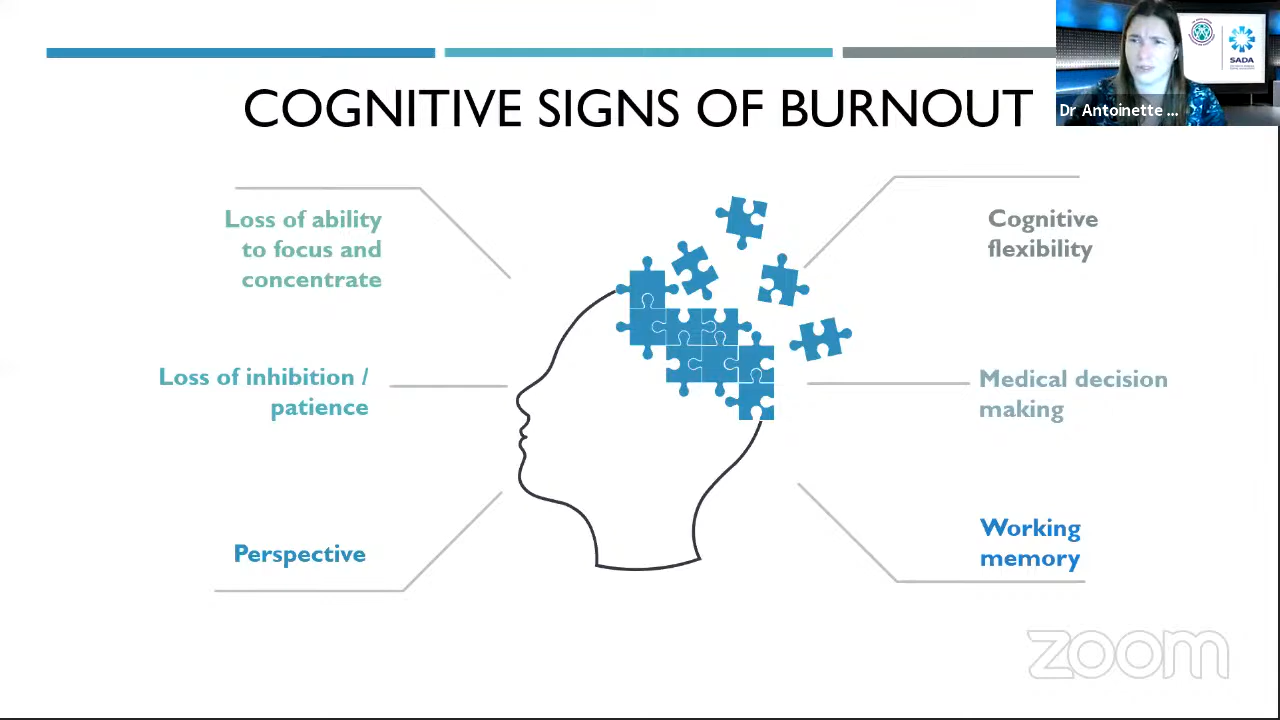 COGNITIVE SIGNS OF BURNOUT
SADA
Dr Antoinette ...
Loss of ability
to focus and
concentrate
Cognitive
flexibility
Loss of inhibition /
patience
Medical decision
making
Perspective
Working
memory
zoom